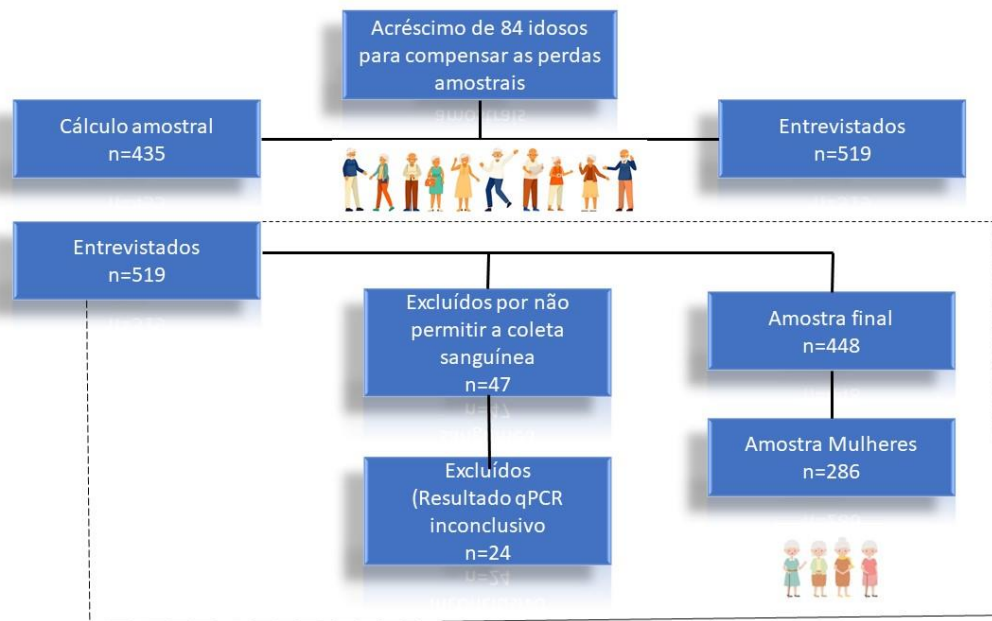 Acréscimo de 84 idosos
para compensar as perdas
amostrais
Cálculo amostral
n=435
Entrevistados
n=519
Entrevistados
n=519
Excluídos por não
permitir a coleta
sanguínea
n=47
Amostra final
n=448
Excluídos
(Resultado qPCR
inconclusivo
n=24
Amostra Mulheres
n=286